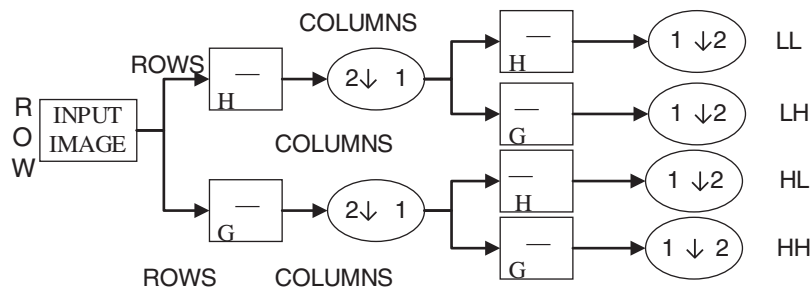 COLUMNS
ROWS
H
2↓ 1
H
1 ↓2
LL
ROW
INPUT
IMAGE
G
1 ↓2
LH
COLUMNS
G
2↓ 1
H
1 ↓2
HL
G
1 ↓ 2
HH
ROWS
COLUMNS